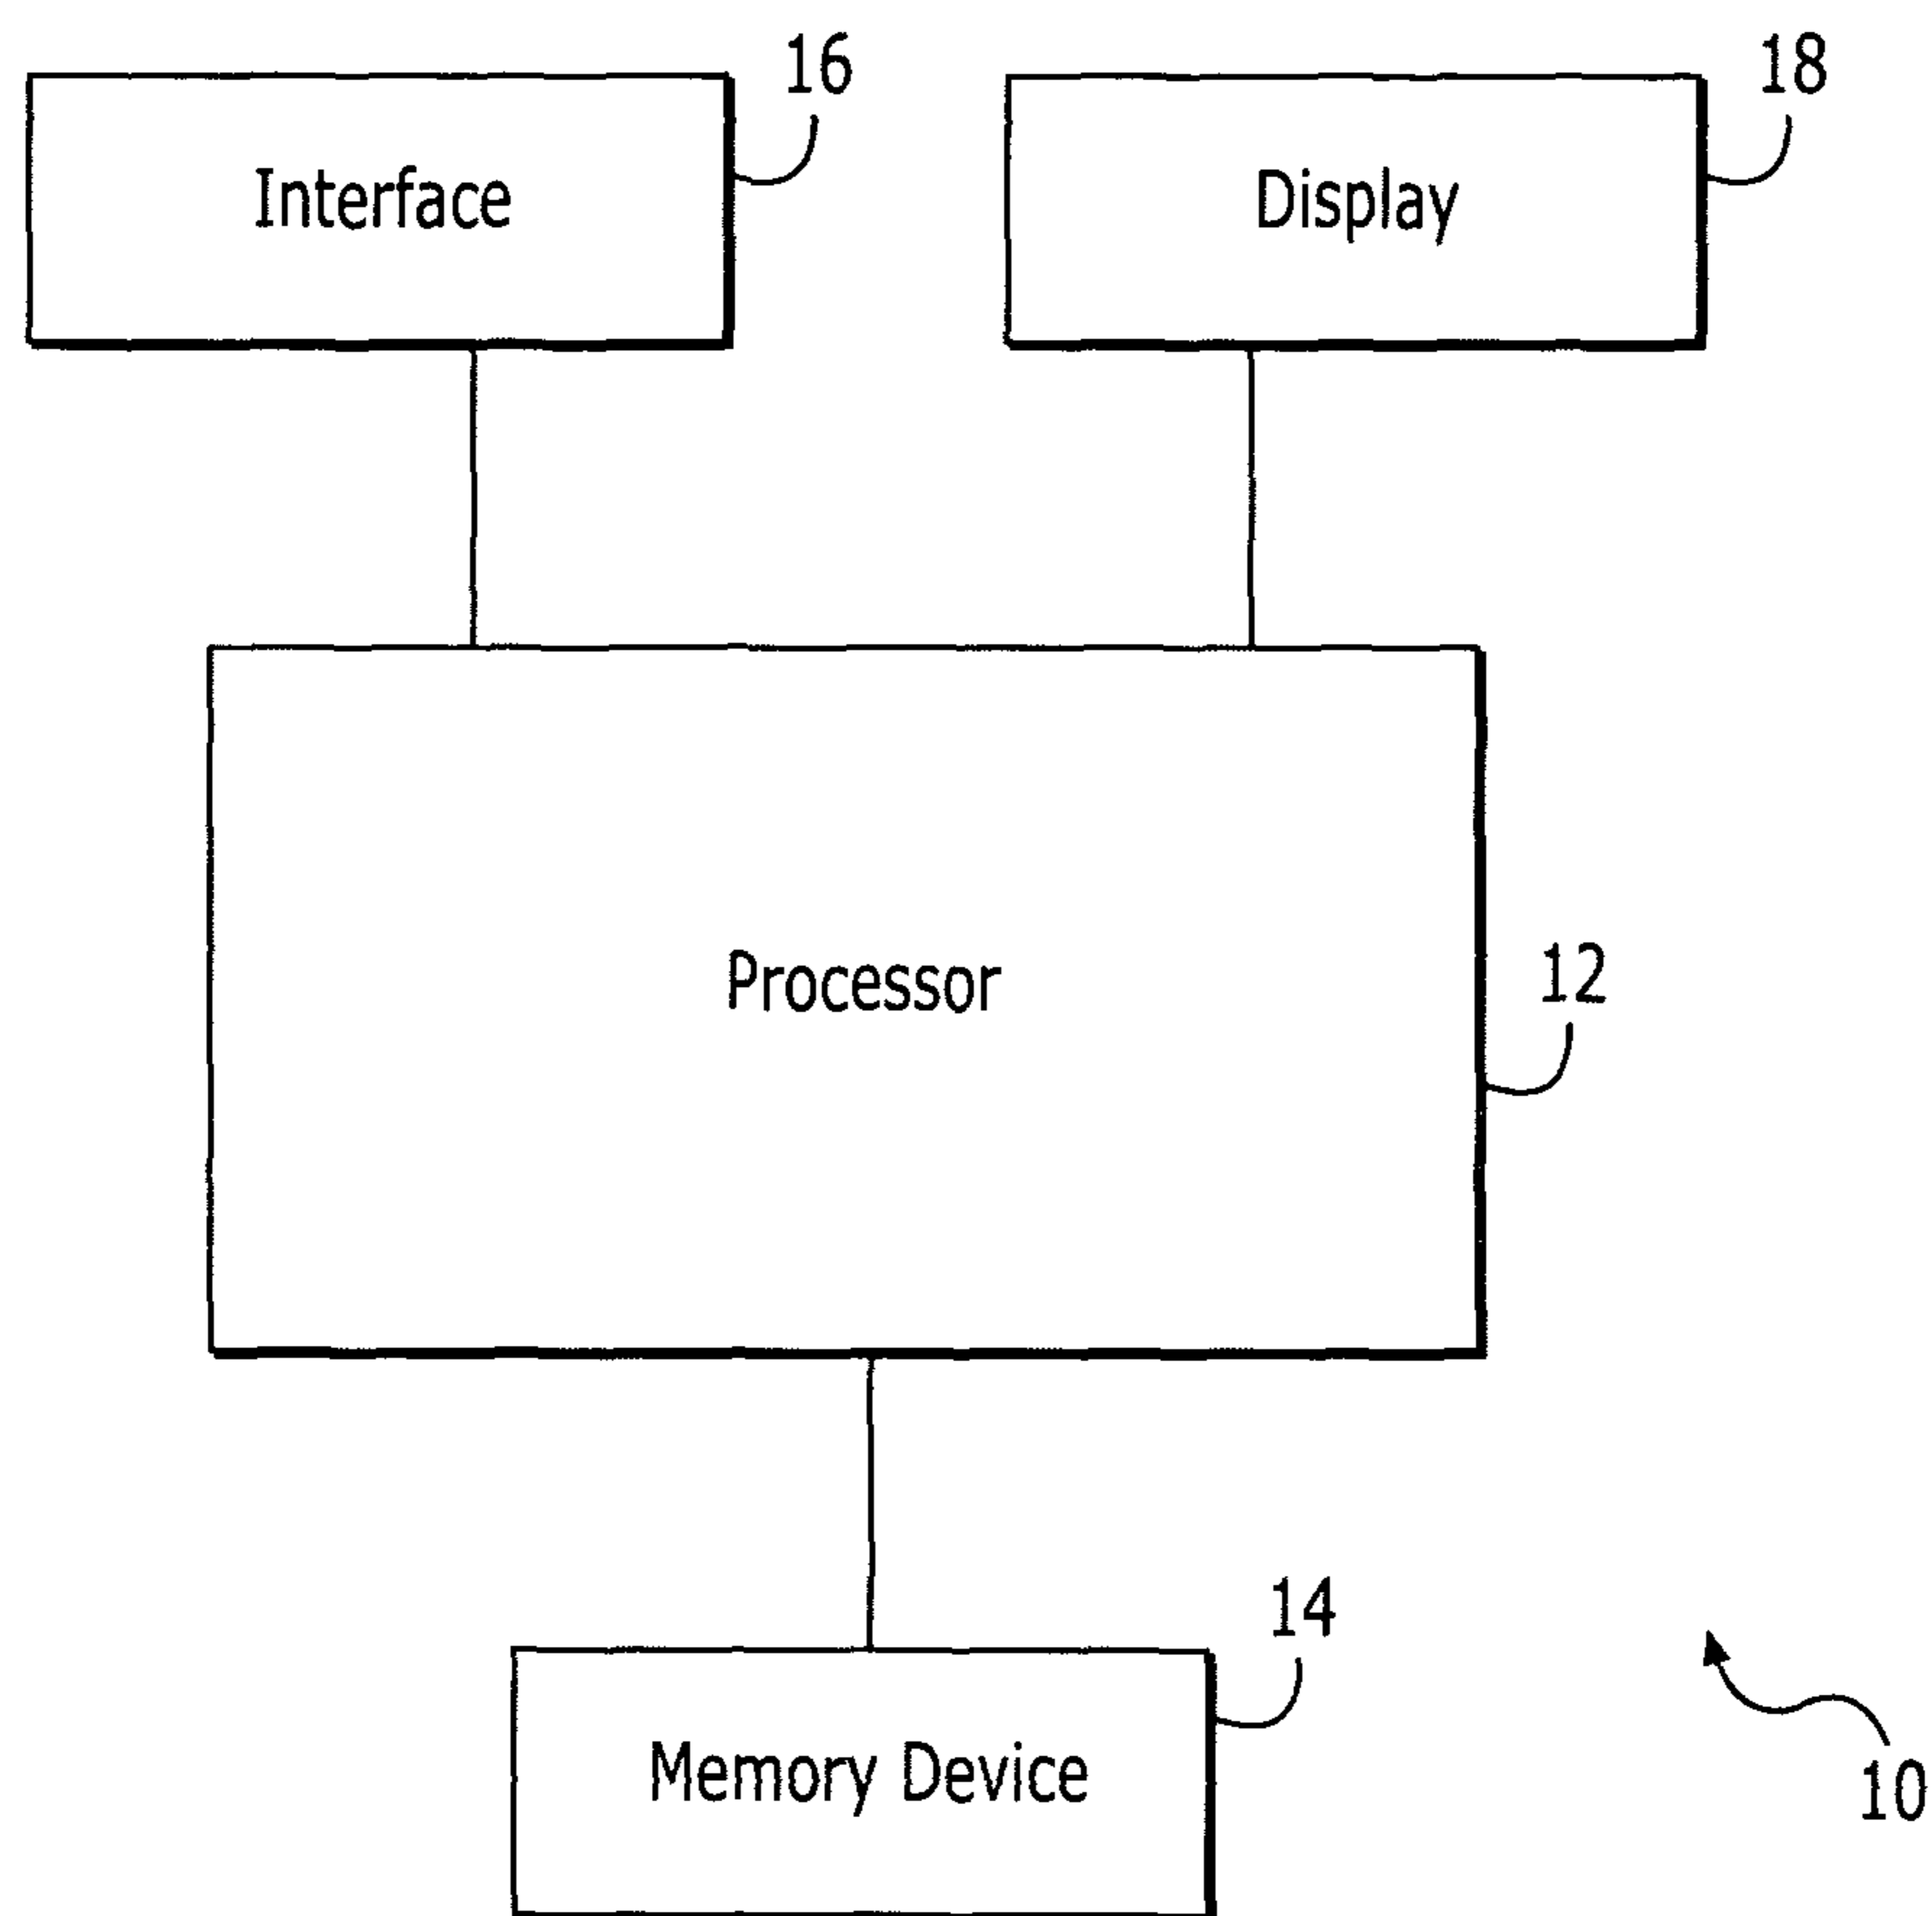 16
18
Interface
Display
Processor
12
14
Memory Device
10